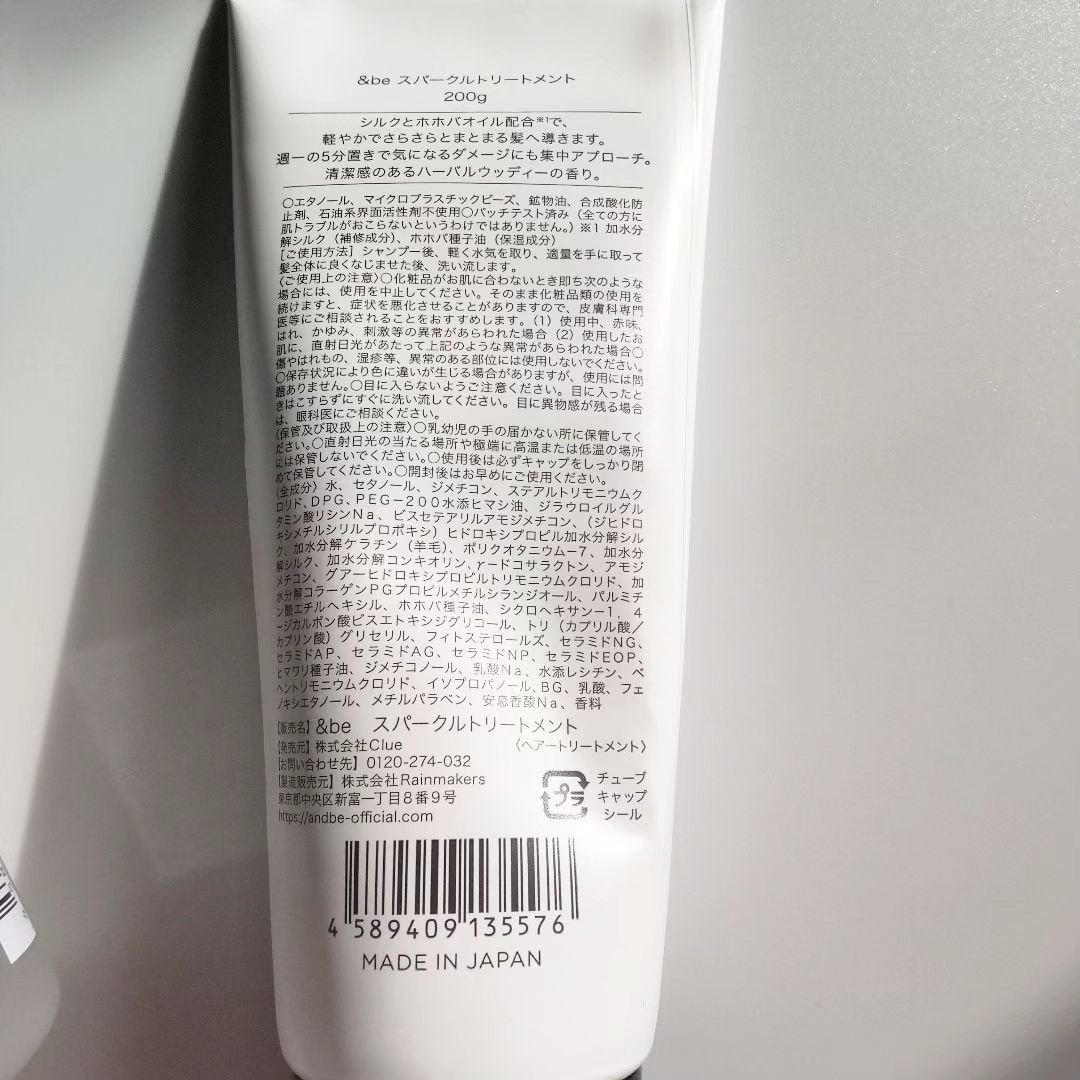 &be スパークルトリートメント
200g
シルクとホホバオイル配合※1で、
軽やかでさらさらとまとまる髪へ導きます。
週一の5分置きで気になるダメージにも集中アプローチ。
清潔感のあるハーバルウッディーの香り。
〇エタノール、マイクロプラスチックビーズ、鉱物油、合成酸化防
止剤、石油系界面活性剤不使用〇パッチテスト済み（全ての方に
肌トラブルがおこらないというわけではありません。）※1 加水分
解シルク（補修成分）、ホホバ種子油（保湿成分）
[ご使用方法] シャンプー後、軽く水気を取り、適量を手に取って
髪全体に良くなじませた後、洗い流します。
〈ご使用上の注意〉〇化粧品がお肌に合わないとき即ち次のような
場合には、使用を中止してください。そのまま化粧品類の使用を
続けますと、症状を悪化させることがありますので、皮膚科専門
医等にご相談されることをおすすめします。（1）使用中、赤味、
はれ、かゆみ、刺激等の異常があらわれた場合（2）使用したお
肌に、直射日光があたって上記のような異常があらわれた場合〇
傷やはれもの、湿疹等、異常のある部位には使用しないでください。
〇保存状況により色に違いが生じる場合がありますが、使用には問
題ありません。〇目に入らないようご注意ください。目に入ったと
きはこすらずにすぐに洗い流してください。目に異物感が残る場合
は、眼科医にご相談ください。
〈保管及び取扱上の注意〉〇乳幼児の手の届かない所に保管してく
ださい。〇直射日光の当たる場所や極端に高温または低温の場所
には保管しないでください。〇使用後は必ずキャップをしっかり閉
めて保管してください。〇開封後はお早めにご使用ください。
〈全成分〉水、セタノール、ジメチコン、ステアルトリモニウムク
ロリド、DPG、PEG－200水添ヒマシ油、ジラウロイルグル
タミン酸リシンNa、ビスセテアリルアモジメチコン、（ジヒドロ
キシメチルシリルプロポキシ）ヒドロキシプロピル加水分解シル
ク、加水分解ケラチン（羊毛）、ポリクオタニウム－7、加水分
解シルク、加水分解コンキオリン、γ－ドコサラクトン、アモジ
メチコン、グアーヒドロキシプロピルトリモニウムクロリド、加
水分解コラーゲンPGプロピルメチルシランジオール、パルミチ
ン酸エチルヘキシル、ホホバ種子油、シクロヘキサン－1，4
－ジカルボン酸ビスエトキシジグリコール、トリ（カプリル酸／
カプリン酸）グリセリル、フィトステロールズ、セラミドNG、
セラミドAP、セラミドAG、セラミドNP、セラミドEOP、
ヒマワリ種子油、ジメチコノール、乳酸Na、水添レシチン、ベ
ヘントリモニウムクロリド、イソプロパノール、BG、乳酸、フェ
ノキシエタノール、メチルパラベン、安息香酸Na、香料
【販売名】&be スパークルトリートメント
【発売元】株式会社Clue 〈ヘアートリートメント〉
【お問い合わせ先】0120-274-032
【製造販売元】株式会社Rainmakers
東京都中央区新富一丁目8番9号
https://andbe-official.com
プラ
チューブ
キャップ
シール
4 589409 135576
MADE IN JAPAN